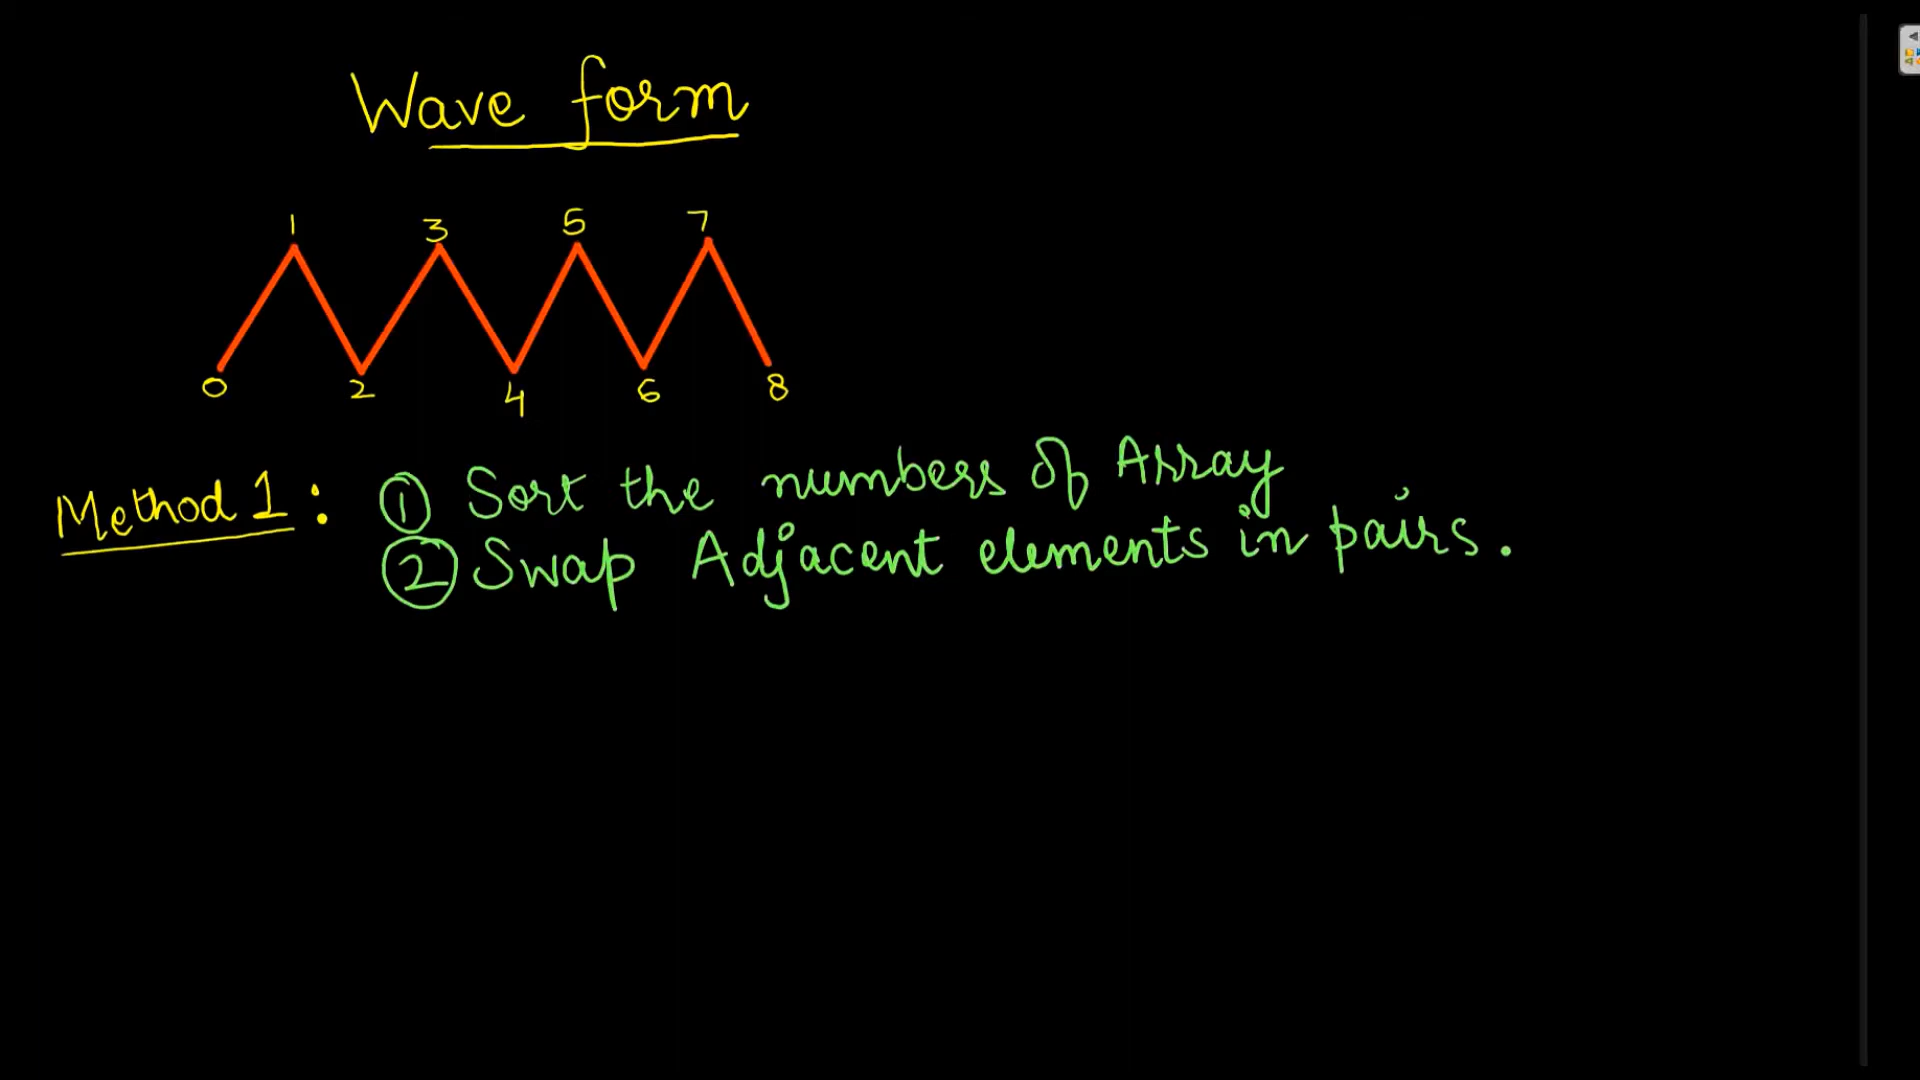 Wave form
1 3 5 7
0 2 4 6 8
Method 1 : ① Sort the numbers of Array
② Swap Adjacent elements in pairs.